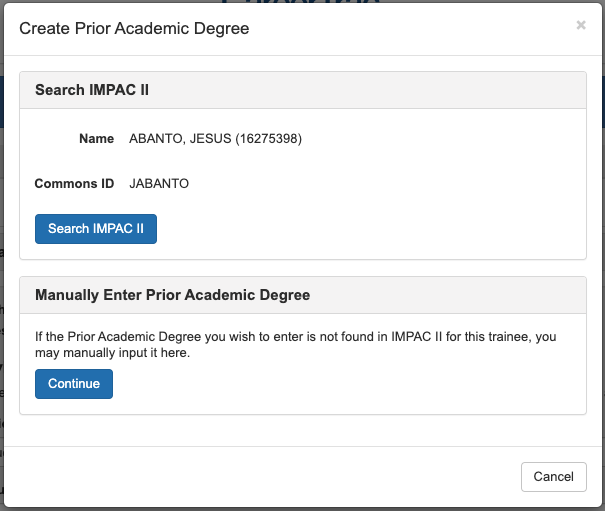 Create Prior Academic Degree
×
Search IMPAC II
Name ABANTO, JESUS (16275398)
Commons ID JABANTO
Search IMPAC II
Manually Enter Prior Academic Degree
If the Prior Academic Degree you wish to enter is not found in IMPAC II for this trainee, you
may manually input it here.
Continue
Cancel